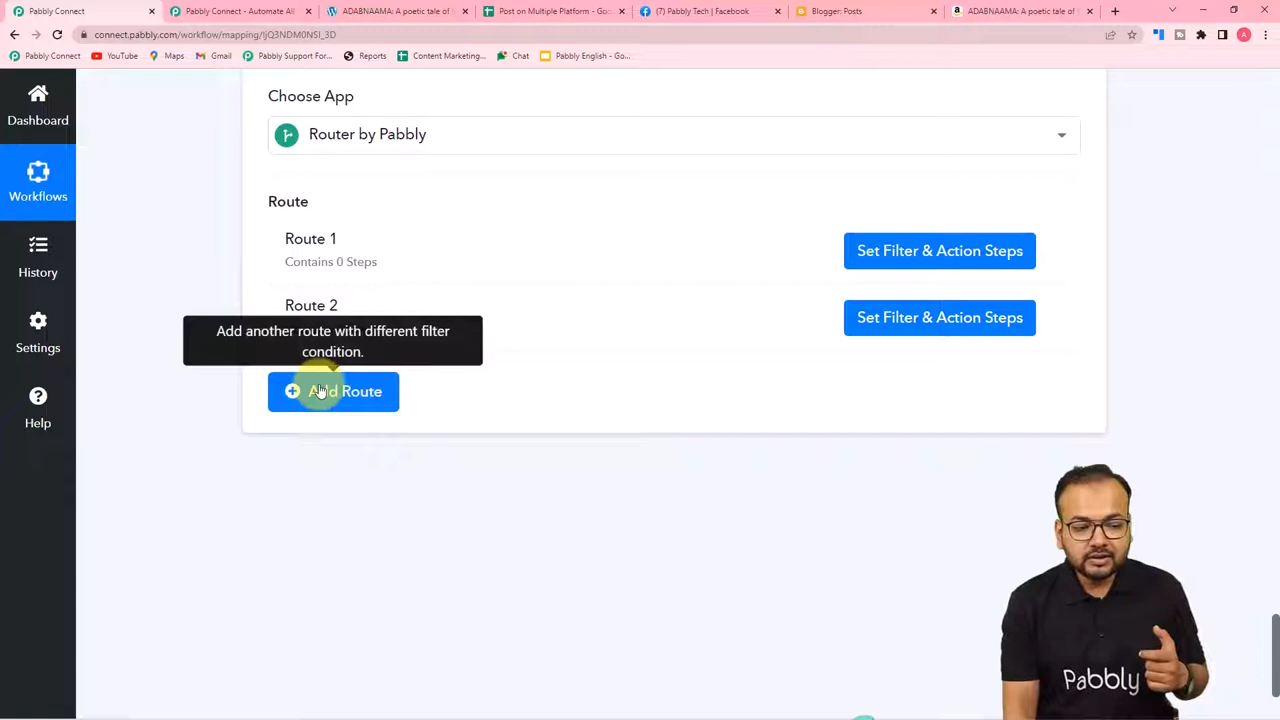 Pabbly Connect
Pabbly Connect - Automate All
ADABNAAMA: A poetic tale of
Post on Multiple Platform - Goo
(7) Pabbly Tech | Facebook
Blogger: Posts
ADABNAAMA: A poetic tale of
connect.pabbly.com/workflow/mapping/IjQ3NDM0NSI_3D
A
Pabbly Connect
YouTube
Maps
Gmail
Pabbly Support For...
Reports
Content Marketing...
Chat
Pabbly English - Go...
Dashboard
Workflows
History
Settings
Help
Choose App
Router by Pabbly
Route
Route 1
Contains 0 Steps
Set Filter & Action Steps
Route 2
Set Filter & Action Steps
Add another route with different filter
condition.
Add Route
Pabbly